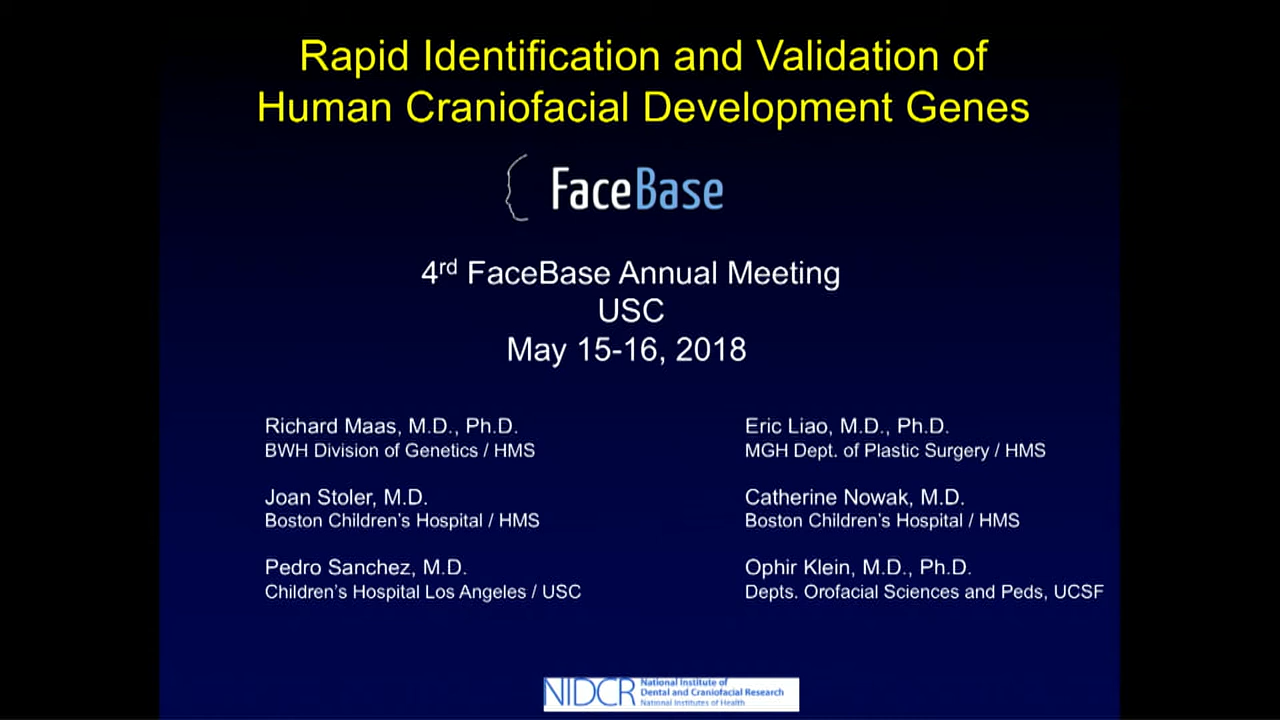 Rapid Identification and Validation of
Human Craniofacial Development Genes
FaceBase
4rd FaceBase Annual Meeting
USC
May 15-16, 2018
Richard Maas, M.D., Ph.D.
BWH Division of Genetics / HMS
Eric Liao, M.D., Ph.D.
MGH Dept. of Plastic Surgery / HMS
Joan Stoler, M.D.
Boston Children's Hospital / HMS
Catherine Nowak, M.D.
Boston Children's Hospital / HMS
Pedro Sanchez, M.D.
Children's Hospital Los Angeles / USC
Ophir Klein, M.D., Ph.D.
Depts. Orofacial Sciences and Peds, UCSF
NIDCR
National Institute of
Dental and Craniofacial Research
National Institutes of Health